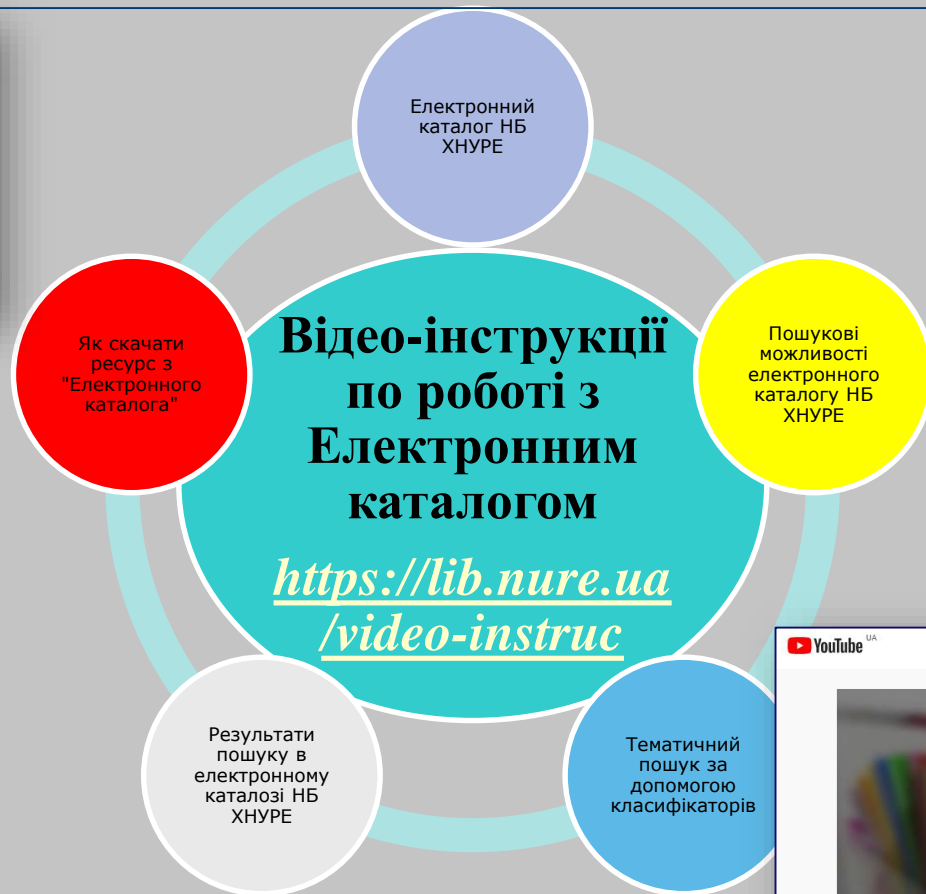 Електронний
каталог НБ
ХНУРЕ
Як скачати
ресурс з
"Електронного
каталога"
Відео-інструкції
по роботі з
Електронним
каталогом
https://lib.nure.ua
/video-instruc
Пошукові
можливості
електронного
каталогу НБ
ХНУРЕ
Результати
пошуку в
електронному
каталозі НБ
ХНУРЕ
Тематичний
пошук за
допомогою
класифікаторів
YouTube UA